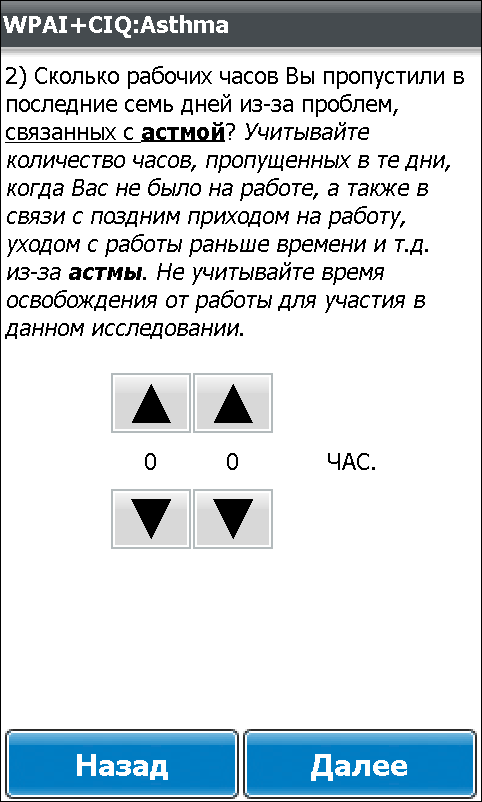 WPAI+CIQ:Asthma
2) Сколько рабочих часов Вы пропустили в
последние семь дней из-за проблем,
связанных с астмой? Учитывайте
количество часов, пропущенных в те дни,
когда Вас не было на работе, а также в
связи с поздним приходом на работу,
уходом с работы раньше времени и т.д.
из-за астмы. Не учитывайте время
освобождения от работы для участия в
данном исследовании.
0 0 ЧАС.
Назад Далее